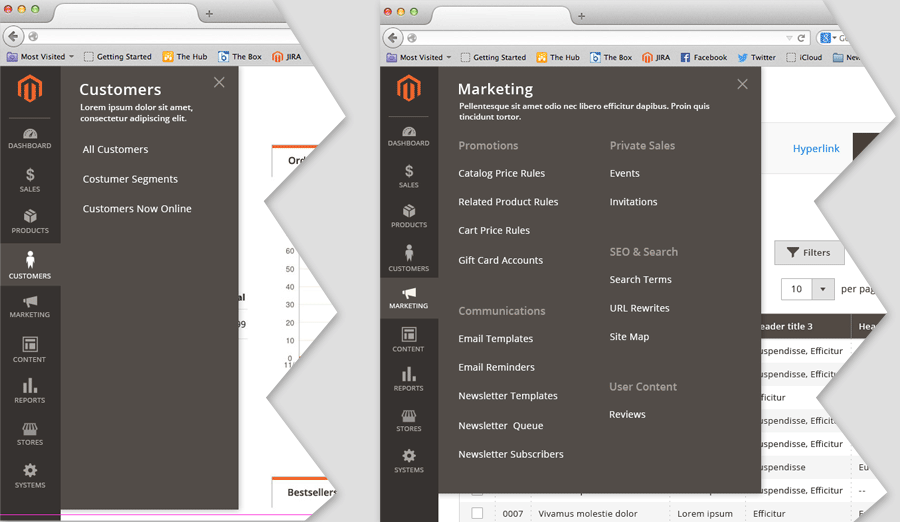 Most Visited
Getting Started
The Hub
The Box
JIRA
Customers
Lorem ipsum dolor sit amet,
consectetur adipiscing elit.
All Customers
Costumer Segments
Customers Now Online
DASHBOARD
SALES
PRODUCTS
CUSTOMERS
MARKETING
CONTENT
REPORTS
STORES
SYSTEMS
Ord
60
50
40
30
20
10
0
al
09
Bestsellers
Most Visited
Getting Started
The Hub
The Box
JIRA
Facebook
Twitter
iCloud
New
Marketing
Pellentesque sit amet odio nec libero efficitur dapibus. Proin quis
tincidunt tortor.
Promotions
Catalog Price Rules
Related Product Rules
Cart Price Rules
Gift Card Accounts
Communications
Email Templates
Email Reminders
Newsletter Templates
Newsletter Queue
Newsletter Subscribers
Private Sales
Events
Invitations
SEO & Search
Search Terms
URL Rewrites
Site Map
User Content
Reviews
DASHBOARD
SALES
PRODUCTS
CUSTOMERS
MARKETING
CONTENT
REPORTS
STORES
SYSTEMS
Hyperlink
Filters
10
per pag
eader title 3 Hea
uspendisse, Efficitur
uspendisse, Efficitur
fficitur
uspendisse, Efficitur
uspendisse, Efficitur
uspendisse Eu
uspendisse, Efficitur --
0007 Vivamus molestie dolor Lorem ipsum Efficitur